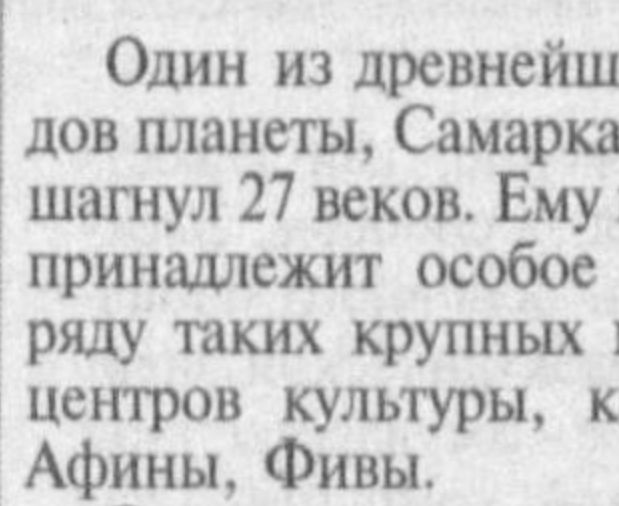 Один из древнейш
дов планеты, Самарка
шагнул 27 веков. Ему
принадлежит особое
ряду таких крупных
центров культуры, к
Афины, Фивы.